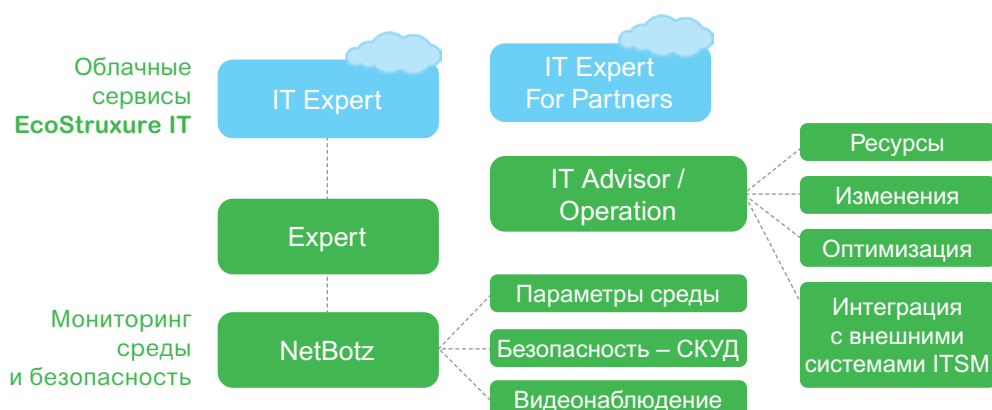 Облачные
сервисы
EcoStruxure IT
IT Expert
IT Expert
For Partners
IT Advisor /
Operation
Ресурсы
Изменения
Оптимизация
Интеграция
с внешними
системами ITSM
Expert
Мониторинг
среды
и безопасность
NetBotz
Параметры среды
Безопасность – СКУД
Видеонаблюдение